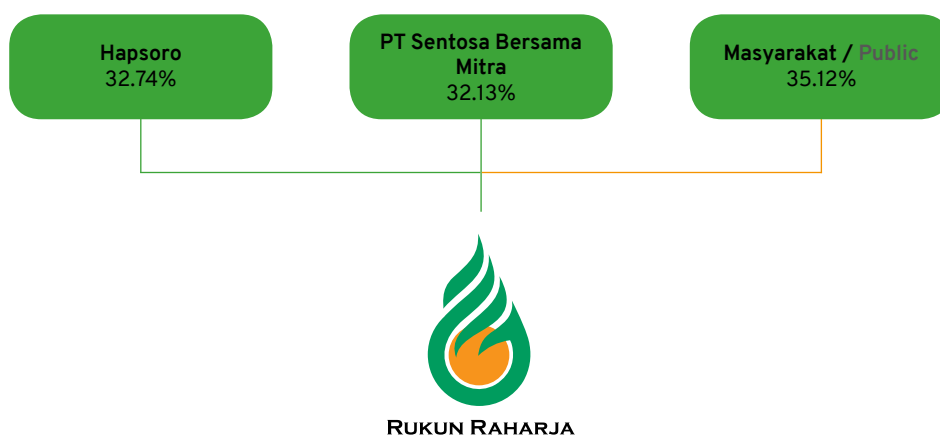 Hapsoro
32.74%
PT Sentosa Bersama
Mitra
32.13%
Masyarakat / Public
35.12%
RUKUN RAHARJA